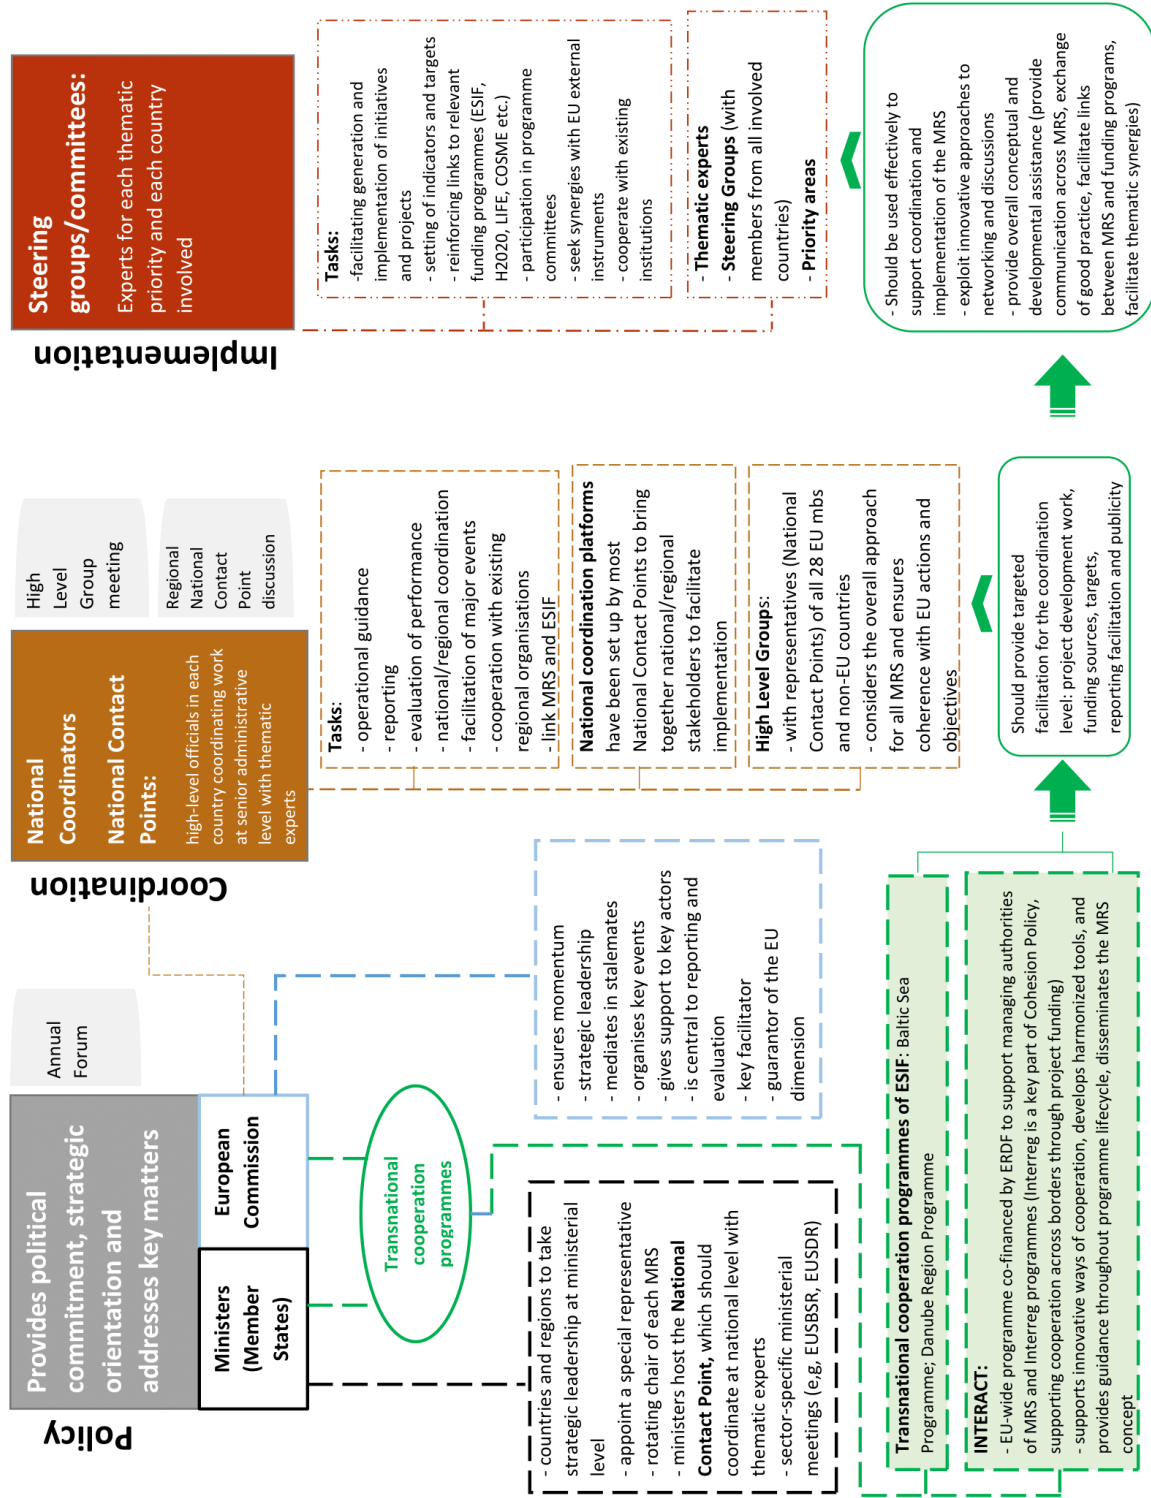 Policy
Provides political
commitment, strategic
orientation and
addresses key matters
Annual
Forum
Ministers
(Member
States)
European
Commission
Transnational
cooperation
programmes
- countries and regions to take
strategic leadership at ministerial
level
- appoint a special representative
- rotating chair of each MRS
- ministers host the National
Contact Point, which should
coordinate at national level with
thematic experts
- sector-specific ministerial
meetings (e,g, EUSBSR, EUSDR)
- ensures momentum
- strategic leadership
- mediates in stalemates
- organises key events
- gives support to key actors
- is central to reporting and
evaluation
- key facilitator
- guarantor of the EU
dimension
Coordination
National
Coordinators
National Contact
Points:
high-level officials in each
country coordinating work
at senior administrative
level with thematic
experts
High
Level
Group
meeting
Regional
National
Contact
Point
discussion
Tasks:
- operational guidance
- reporting
- evaluation of performance
- national/regional coordination
- facilitation of major events
- cooperation with existing
regional organisations
- link MRS and ESIF
National coordination platforms
have been set up by most
National Contact Points to bring
together national/regional
stakeholders to facilitate
implementation
High Level Groups:
- with representatives (National
Contact Points) of all 28 EU mbs
and non-EU countries
- considers the overall approach
for all MRS and ensures
coherence with EU actions and
objectives
Implementation
Steering
groups/committees:
Experts for each thematic
priority and each country
involved
Tasks:
-facilitating generation and
implementation of initiatives
and projects
- setting of indicators and targets
- reinforcing links to relevant
funding programmes (ESIF,
H2020, LIFE, COSME etc.)
- participation in programme
committees
- seek synergies with EU external
instruments
- cooperate with existing
institutions
- Thematic experts
- Steering Groups (with
members from all involved
countries)
- Priority areas
Transnational cooperation programmes of ESIF: Baltic Sea
Programme; Danube Region Programme
INTERACT:
- EU-wide programme co-financed by ERDF to support managing authorities
of MRS and Interreg programmes (Interreg is a key part of Cohesion Policy,
supporting cooperation across borders through project funding)
- supports innovative ways of cooperation, develops harmonized tools, and
provides guidance throughout programme lifecycle, disseminates the MRS
concept
Should provide targeted
facilitation for the coordination
level: project development work,
funding sources, targets,
reporting facilitation and publicity
- Should be used effectively to
support coordination and
implementation of the MRS
- exploit innovative approaches to
networking and discussions
- provide overall conceptual and
developmental assistance (provide
communication across MRS, exchange
of good practice, facilitate links
between MRS and funding programs,
facilitate thematic synergies)